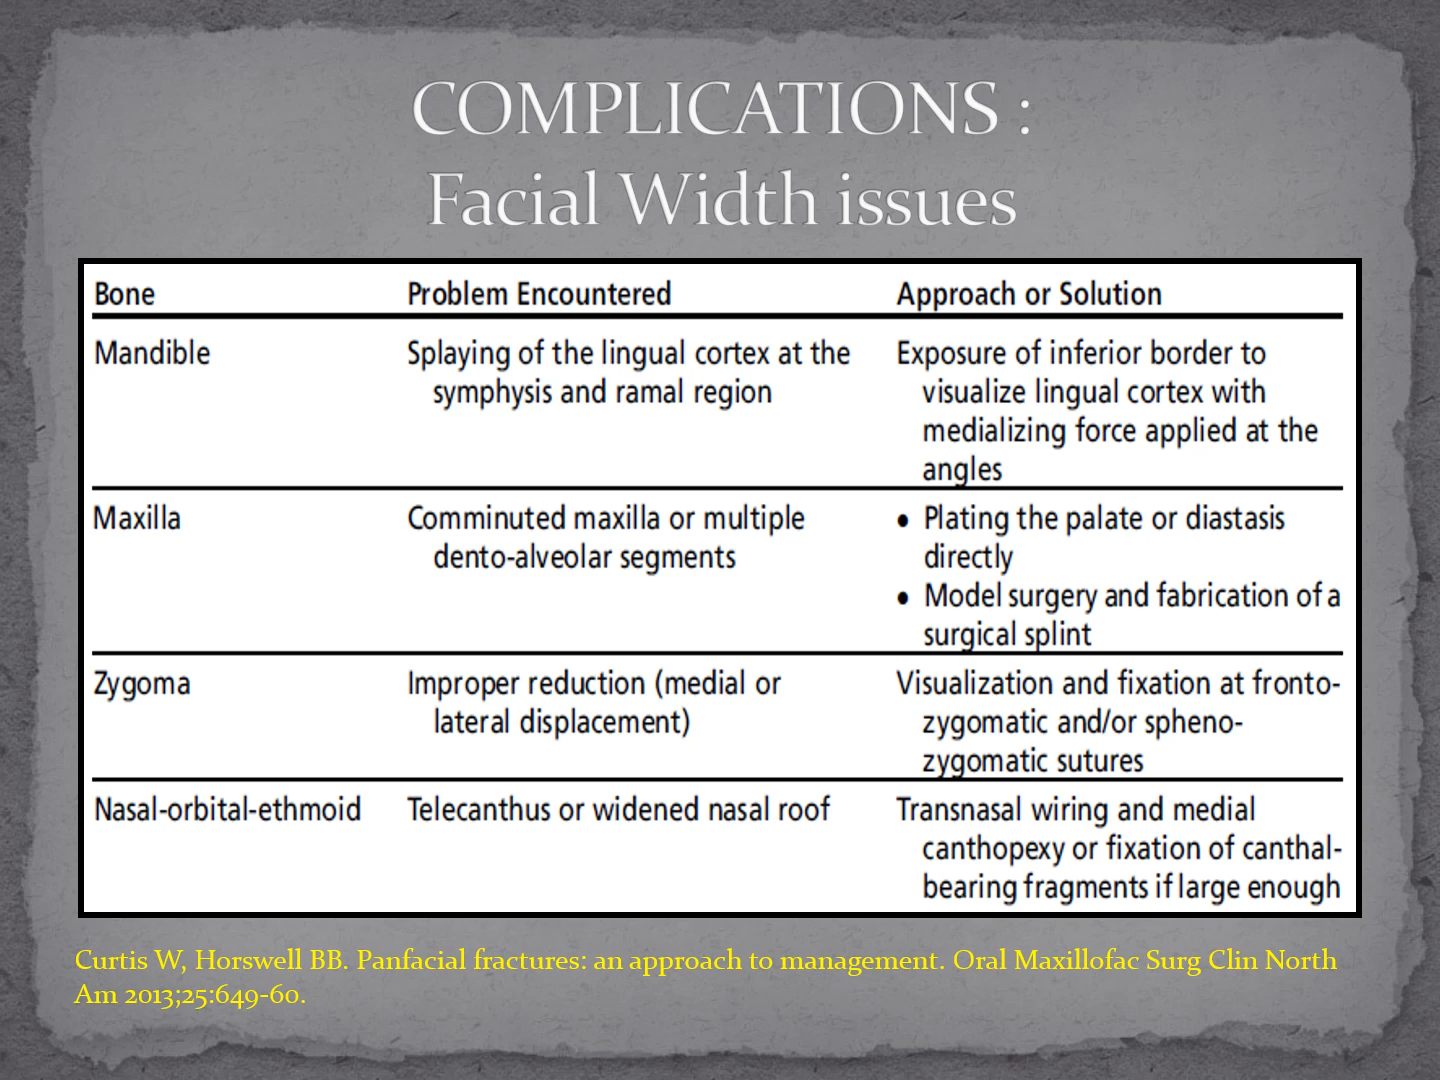 COMPLICATIONS :
Facial Width issues
Bone Problem Encountered Approach or Solution
Mandible Splaying of the lingual cortex at the Exposure of inferior border to
symphysis and ramal region visualize lingual cortex with
medializing force applied at the
angles
Maxilla Comminuted maxilla or multiple • Plating the palate or diastasis
dento-alveolar segments directly
• Model surgery and fabrication of a
surgical splint
Zygoma Improper reduction (medial or Visualization and fixation at fronto-
lateral displacement) zygomatic and/or spheno-
zygomatic sutures
Nasal-orbital-ethmoid Telecanthus or widened nasal roof Transnasal wiring and medial
canthopexy or fixation of canthal-
bearing fragments if large enough
Curtis W, Horswell BB. Panfacial fractures: an approach to management. Oral Maxillofac Surg Clin North
Am 2013;25:649-60.